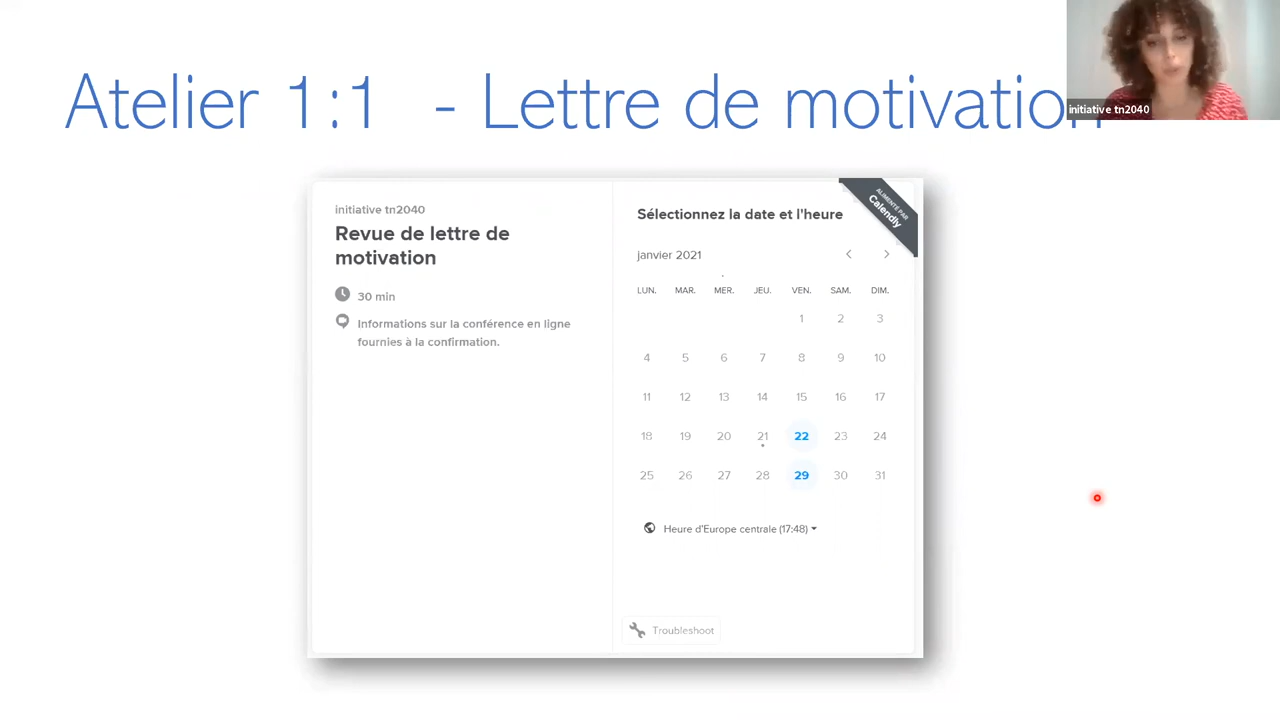 Atelier 1:1 - Lettre de motivation
initiative tn2040
initiative tn2040
Revue de lettre de
motivation
30 min
Informations sur la conférence en ligne
fournies à la confirmation.
ALIMENTÉ PAR
Calendly
Sélectionnez la date et l'heure
janvier 2021
LUN. MAR. MER. JEU. VEN. SAM. DIM.
1 2 3
4 5 6 7 8 9 10
11 12 13 14 15 16 17
18 19 20 21 22 23 24
25 26 27 28 29 30 31
Heure d'Europe centrale (17:48)
Troubleshoot